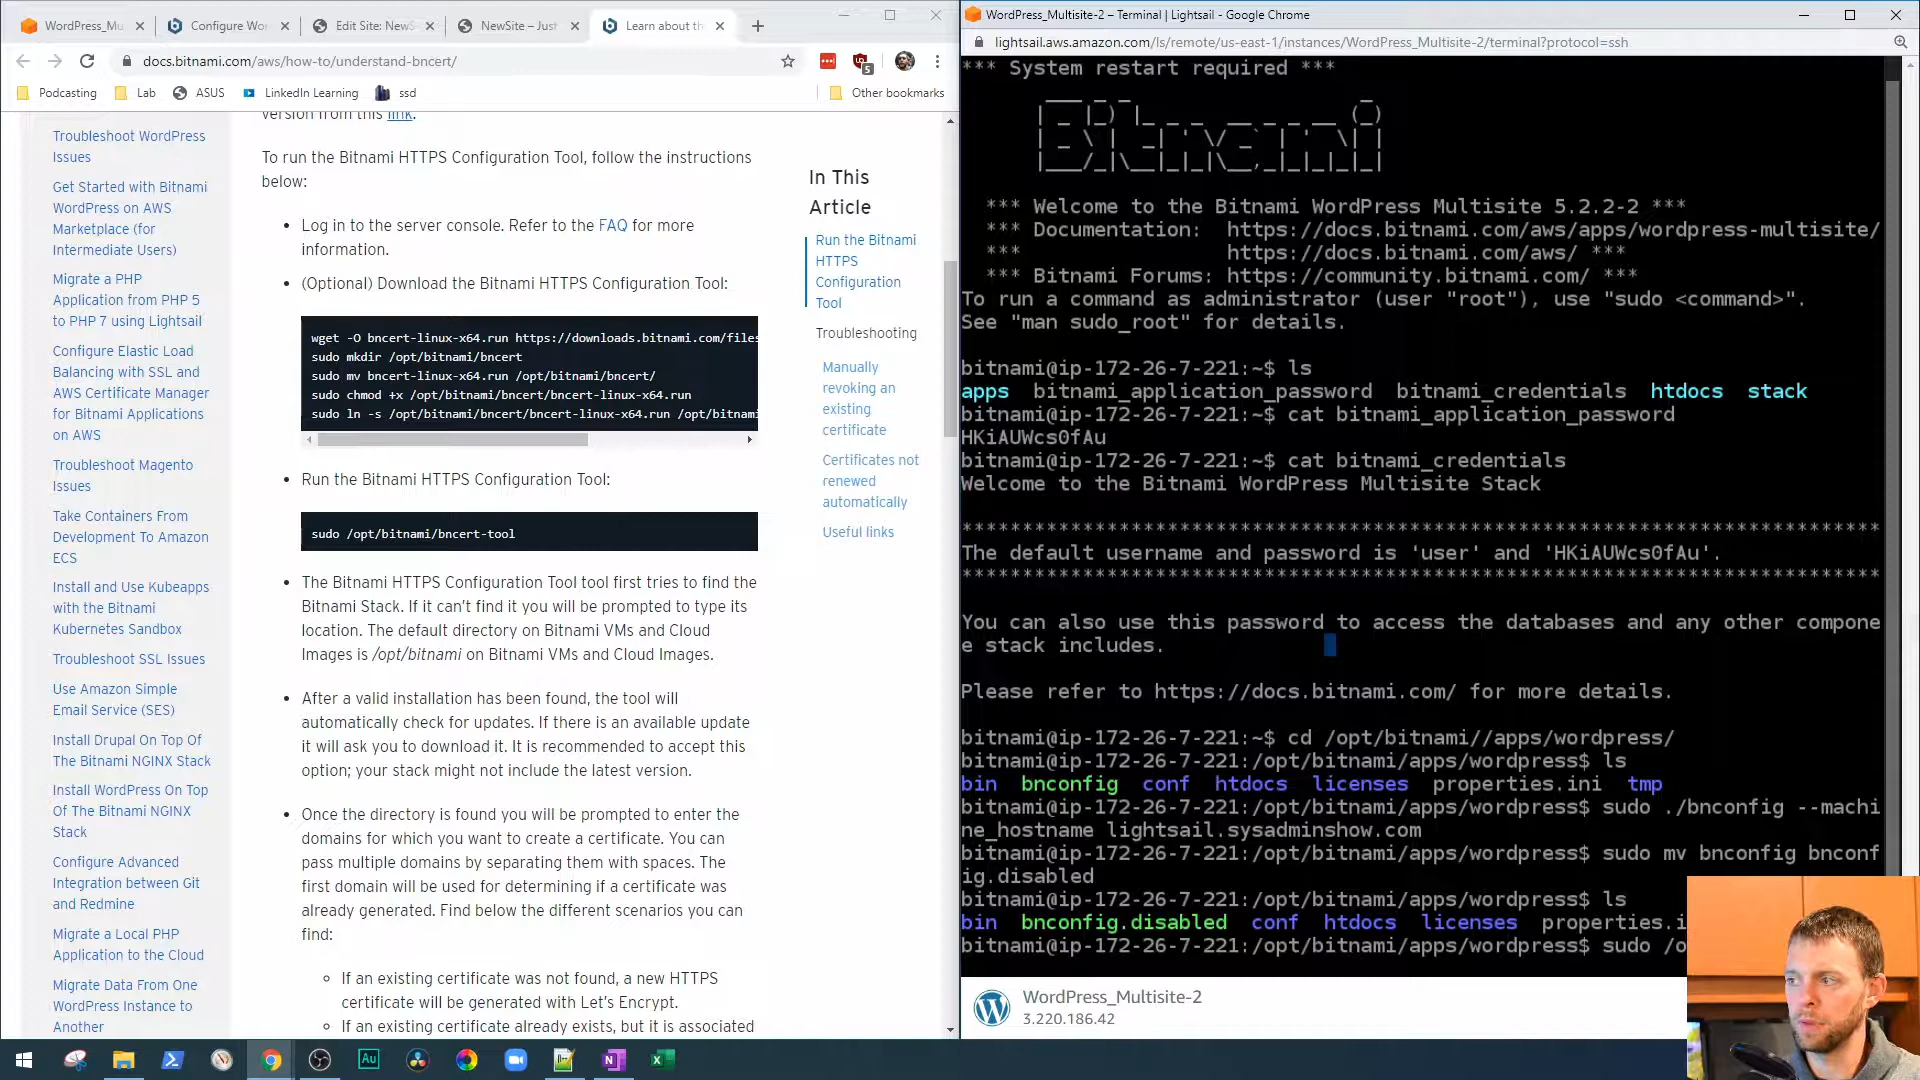 WordPress_Mu
Configure Wor
Edit Site: NewS
NewSite – Just
Learn about th
docs.bitnami.com/aws/how-to/understand-bncert/
5
Podcasting
Lab
ASUS
LinkedIn Learning
ssd
Other bookmarks
Troubleshoot WordPress
Issues
Get Started with Bitnami
WordPress on AWS
Marketplace (for
Intermediate Users)
Migrate a PHP
Application from PHP 5
to PHP 7 using Lightsail
Configure Elastic Load
Balancing with SSL and
AWS Certificate Manager
for Bitnami Applications
on AWS
Troubleshoot Magento
Issues
Take Containers From
Development To Amazon
ECS
Install and Use Kubeapps
with the Bitnami
Kubernetes Sandbox
Troubleshoot SSL Issues
Use Amazon Simple
Email Service (SES)
Install Drupal On Top Of
The Bitnami NGINX Stack
Install WordPress On Top
Of The Bitnami NGINX
Stack
Configure Advanced
Integration between Git
and Redmine
Migrate a Local PHP
Application to the Cloud
Migrate Data From One
WordPress Instance to
Another
version from this link.
To run the Bitnami HTTPS Configuration Tool, follow the instructions
below:
Log in to the server console. Refer to the FAQ for more
information.
(Optional) Download the Bitnami HTTPS Configuration Tool:
wget -O bncert-linux-x64.run https://downloads.bitnami.com/files
sudo mkdir /opt/bitnami/bncert
sudo mv bncert-linux-x64.run /opt/bitnami/bncert/
sudo chmod +x /opt/bitnami/bncert/bncert-linux-x64.run
sudo ln -s /opt/bitnami/bncert/bncert-linux-x64.run /opt/bitnami
Run the Bitnami HTTPS Configuration Tool:
sudo /opt/bitnami/bncert-tool
The Bitnami HTTPS Configuration Tool tool first tries to find the
Bitnami Stack. If it can't find it you will be prompted to type its
location. The default directory on Bitnami VMs and Cloud
Images is /opt/bitnami on Bitnami VMs and Cloud Images.
After a valid installation has been found, the tool will
automatically check for updates. If there is an available update
it will ask you to download it. It is recommended to accept this
option; your stack might not include the latest version.
Once the directory is found you will be prompted to enter the
domains for which you want to create a certificate. You can
pass multiple domains by separating them with spaces. The
first domain will be used for determining if a certificate was
already generated. Find below the different scenarios you can
find:
If an existing certificate was not found, a new HTTPS
certificate will be generated with Let's Encrypt.
If an existing certificate already exists, but it is associated
In This
Article
Run the Bitnami
HTTPS
Configuration
Tool
Troubleshooting
Manually
revoking an
existing
certificate
Certificates not
renewed
automatically
Useful links
WordPress_Multisite-2 – Terminal | Lightsail - Google Chrome
lightsail.aws.amazon.com/ls/remote/us-east-1/instances/WordPress_Multisite-2/terminal?protocol=ssh
*** System restart required ***
Bitnami
*** Welcome to the Bitnami WordPress Multisite 5.2.2-2 ***
*** Documentation:  https://docs.bitnami.com/aws/apps/wordpress-multisite/
***                 https://docs.bitnami.com/aws/ ***
*** Bitnami Forums: https://community.bitnami.com/ ***
To run a command as administrator (user "root"), use "sudo <command>".
See "man sudo_root" for details.
bitnami@ip-172-26-7-221:~$ ls
apps  bitnami_application_password  bitnami_credentials  htdocs  stack
bitnami@ip-172-26-7-221:~$ cat bitnami_application_password
HKiAUWcs0fAu
bitnami@ip-172-26-7-221:~$ cat bitnami_credentials
Welcome to the Bitnami WordPress Multisite Stack
****************************************************************************
The default username and password is 'user' and 'HKiAUWcs0fAu'.
****************************************************************************
You can also use this password to access the databases and any other compone
e stack includes.
Please refer to https://docs.bitnami.com/ for more details.
bitnami@ip-172-26-7-221:~$ cd /opt/bitnami//apps/wordpress/
bitnami@ip-172-26-7-221:/opt/bitnami/apps/wordpress$ ls
bin  bnconfig  conf  htdocs  licenses  properties.ini  tmp
bitnami@ip-172-26-7-221:/opt/bitnami/apps/wordpress$ sudo ./bnconfig --machi
ne_hostname lightsail.sysadminshow.com
bitnami@ip-172-26-7-221:/opt/bitnami/apps/wordpress$ sudo mv bnconfig bnconf
ig.disabled
bitnami@ip-172-26-7-221:/opt/bitnami/apps/wordpress$ ls
bin  bnconfig.disabled  conf  htdocs  licenses  properties.i
bitnami@ip-172-26-7-221:/opt/bitnami/apps/wordpress$ sudo /o
WordPress_Multisite-2
3.220.186.42
Au